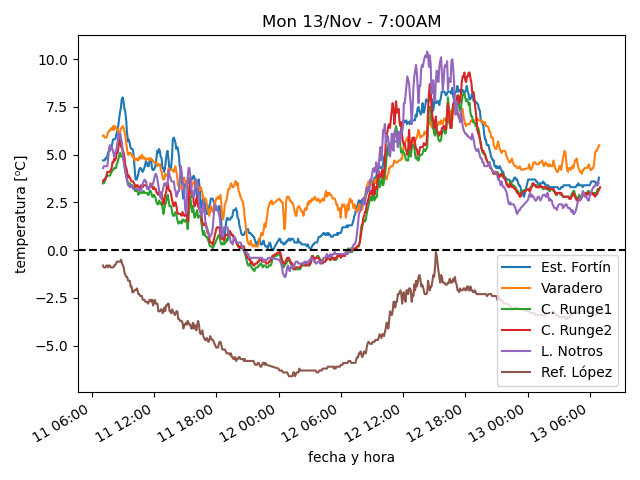 Mon 13/Nov - 7:00AM
temperatura [ºC]
10.0
7.5
5.0
2.5
0.0
−2.5
−5.0
Est. Fortín
Varadero
C. Runge1
C. Runge2
L. Notros
Ref. López
11 06:00
11 12:00
11 18:00
12 00:00
12 06:00
12 12:00
12 18:00
13 00:00
13 06:00
fecha y hora